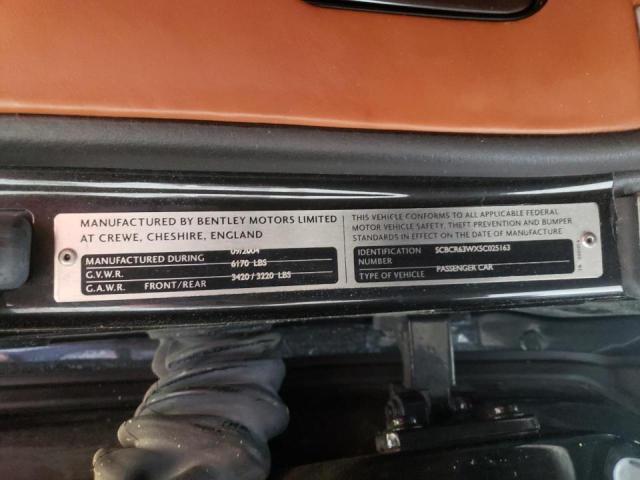 MANUFACTURED BY BENTLEY MOTORS LIMITED
AT CREWE, CHESHIRE, ENGLAND
MANUFACTURED DURING 09/2004
G.V.W.R. 6170 LBS
G.A.W.R. FRONT/REAR 3420 / 3220 LBS
THIS VEHICLE CONFORMS TO ALL APPLICABLE FEDERAL
MOTOR VEHICLE SAFETY, THEFT PREVENTION AND BUMPER
STANDARDS IN EFFECT ON THE DATE OF MANUFACTURE
IDENTIFICATION NUMBER SCBCR63WX5C025163
TYPE OF VEHICLE PASSENGER CAR